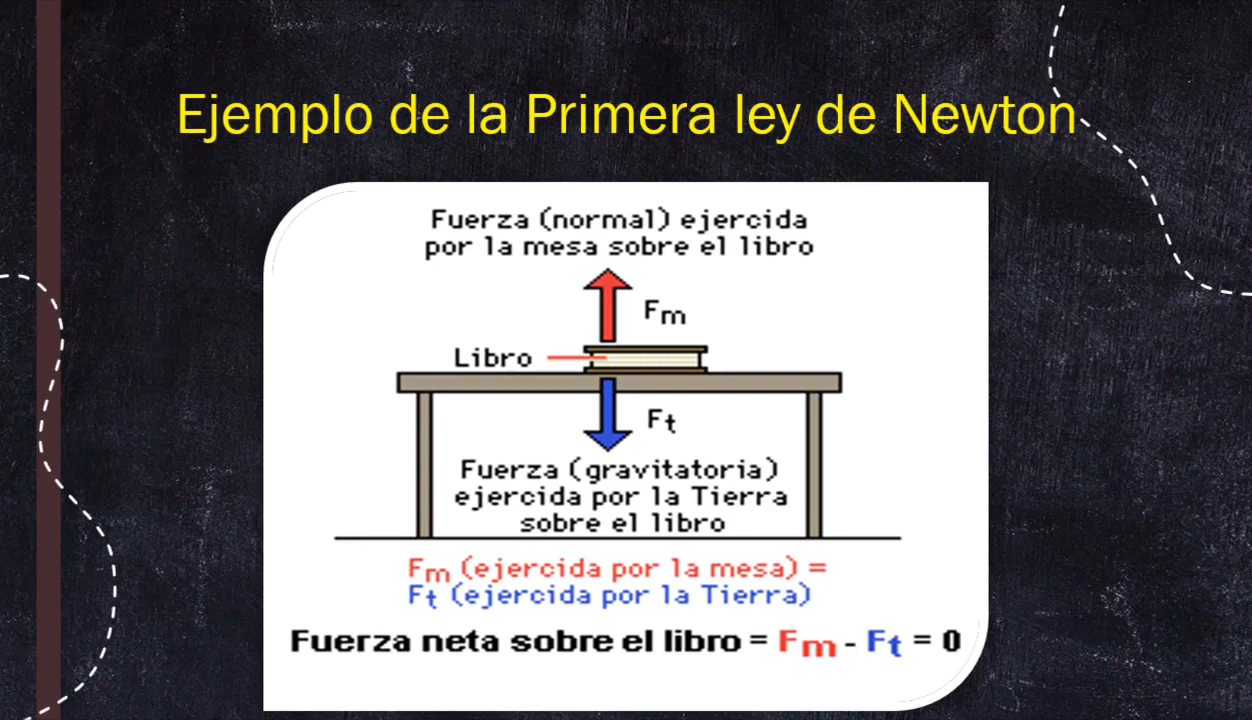 Ejemplo de la Primera ley de Newton
Fuerza (normal) ejercida
por la mesa sobre el libro
Fm
Libro
Ft
Fuerza (gravitatoria)
ejercida por la Tierra
sobre el libro
Fm (ejercida por la mesa) =
Ft (ejercida por la Tierra)
Fuerza neta sobre el libro = Fm - Ft = 0